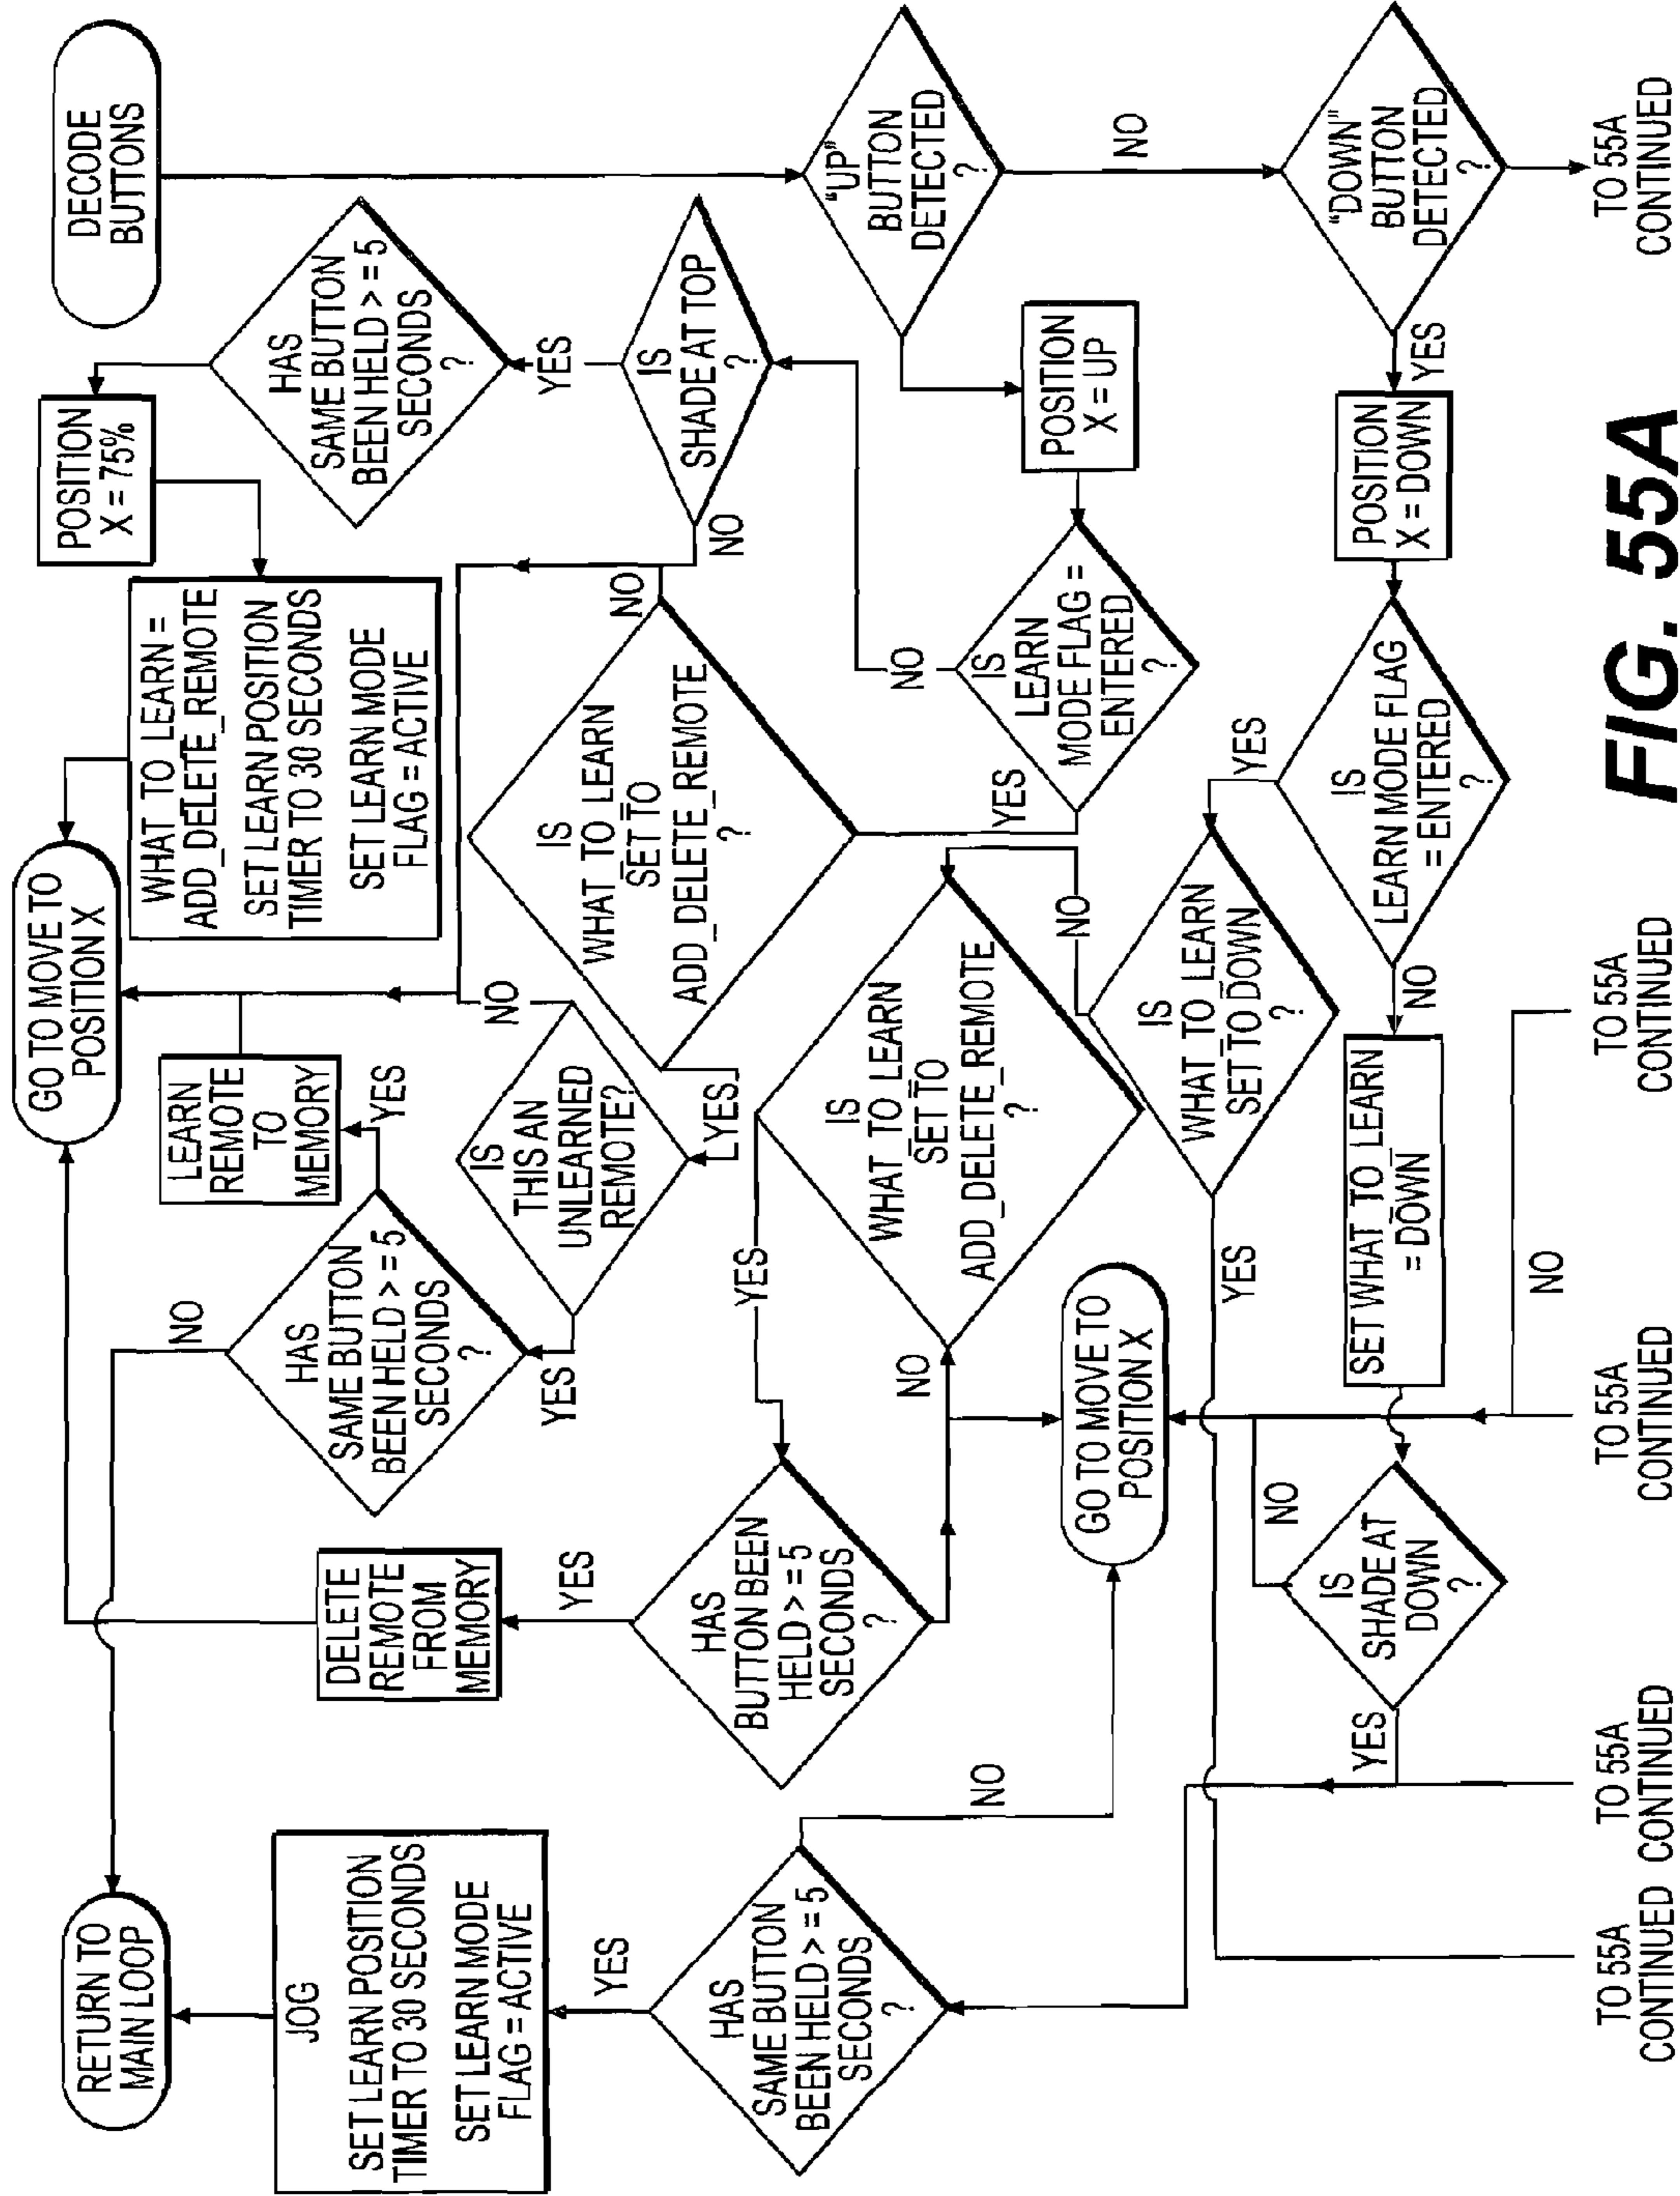 DECODE
BUTTONS
"UP"
BUTTON
DETECTED
?
NO
"DOWN"
BUTTON
DETECTED
?
TO 55A
CONTINUED
POSITION
X = 75%
HAS
SAME BUTTON
BEEN HELD > = 5
SECONDS
?
YES
IS
SHADE AT TOP
?
NO
POSITION
X = UP
YES
POSITION
X = DOWN
WHAT TO LEARN =
ADD_DELETE_REMOTE
SET LEARN POSITION
TIMER TO 30 SECONDS
SET LEARN MODE
FLAG = ACTIVE
NO
IS
WHAT_TO_LEARN
SET TO
ADD_DELETE_REMOTE
?
NO
IS
LEARN
MODE FLAG =
ENTERED
?
YES
IS
LEARN MODE FLAG
= ENTERED
?
YES
NO
GO TO MOVE TO
POSITION X
LEARN
REMOTE
TO
MEMORY
YES
NO
IS
THIS AN
UNLEARNED
REMOTE?
YES
IS
WHAT_TO_LEARN
SET TO
ADD_DELETE_REMOTE
?
NO
IS
WHAT_TO_LEARN
SET TO DOWN
?
YES
SET WHAT_TO_LEARN
= DOWN
NO
TO 55A
CONTINUED
NO
HAS
SAME BUTTON
BEEN HELD > = 5
SECONDS
?
YES
YES
NO
GO TO MOVE TO
POSITION X
TO 55A
CONTINUED
DELETE
REMOTE
FROM
MEMORY
YES
HAS
BUTTON BEEN
HELD > = 5
SECONDS
?
NO
IS
SHADE AT
DOWN
?
YES
TO 55A
CONTINUED
RETURN TO
MAIN LOOP
JOG
SET LEARN POSITION
TIMER TO 30 SECONDS
SET LEARN MODE
FLAG = ACTIVE
YES
HAS
SAME BUTTON
BEEN HELD > = 5
SECONDS
?
NO
TO 55A
CONTINUED
FIG. 55A